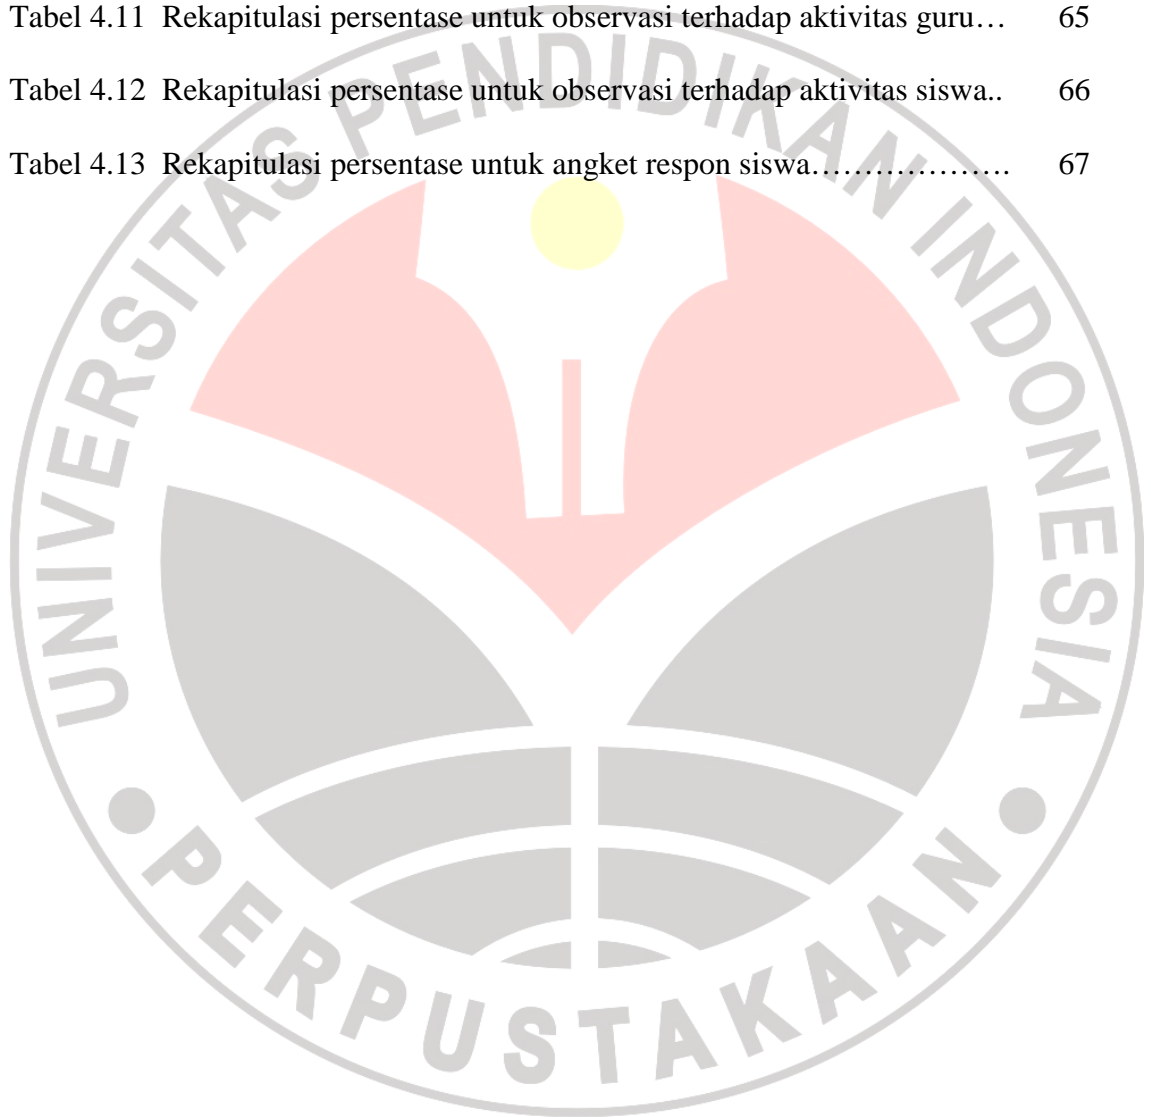 Tabel 4.11 Rekapitulasi persentase untuk observasi terhadap aktivitas guru… 65
Tabel 4.12 Rekapitulasi persentase untuk observasi terhadap aktivitas siswa.. 66
Tabel 4.13 Rekapitulasi persentase untuk angket respon siswa………………. 67
UNIVERSITAS PENDIDIKAN INDONESIA
PERPUSTAKAAN